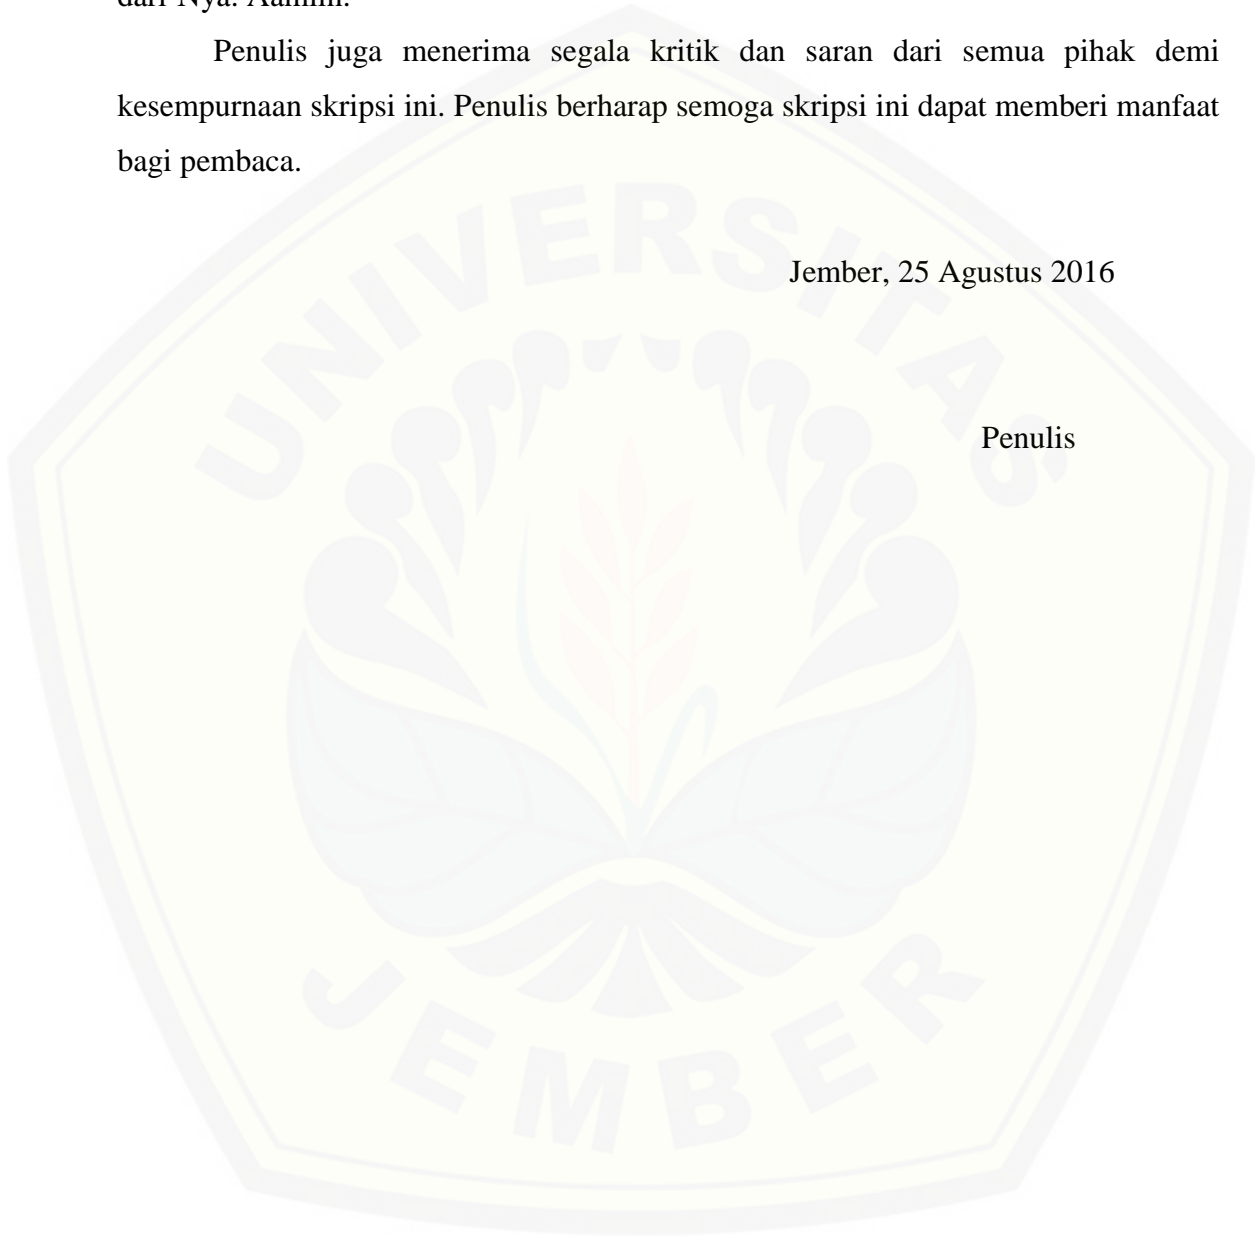 dari-Nya. Aamiin.
Penulis juga menerima segala kritik dan saran dari semua pihak demi
kesempurnaan skripsi ini. Penulis berharap semoga skripsi ini dapat memberi manfaat
bagi pembaca.
UNIVERSITAS
Jember, 25 Agustus 2016
Penulis
JEMBER